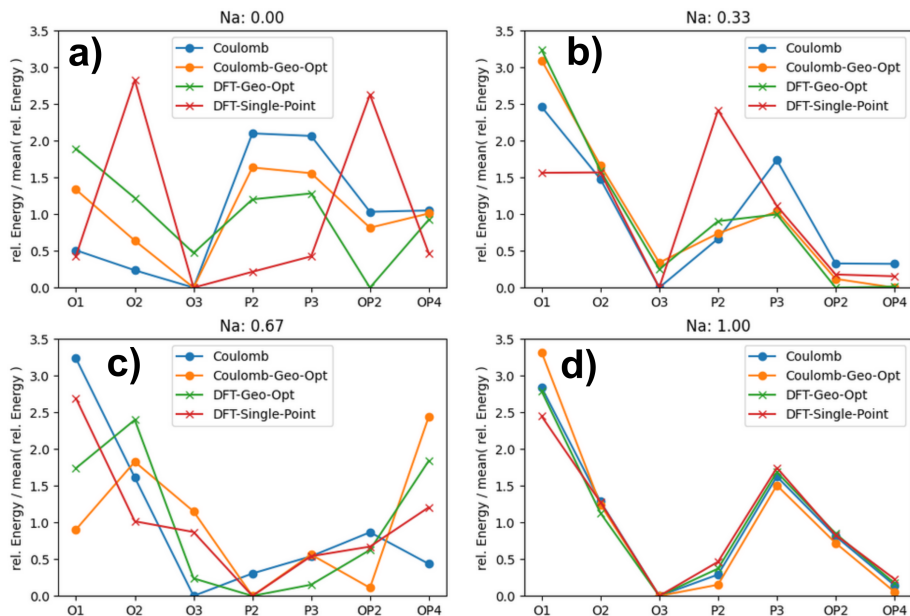 Na: 0.00
a)
Coulomb
Coulomb-Geo-Opt
DFT-Geo-Opt
DFT-Single-Point
rel. Energy / mean( rel. Energy )
3.5
3.0
2.5
2.0
1.5
1.0
0.5
0.0
O1 O2 O3 P2 P3 OP2 OP4
Na: 0.33
b)
Coulomb
Coulomb-Geo-Opt
DFT-Geo-Opt
DFT-Single-Point
rel. Energy / mean( rel. Energy )
3.5
3.0
2.5
2.0
1.5
1.0
0.5
0.0
O1 O2 O3 P2 P3 OP2 OP4
Na: 0.67
c)
Coulomb
Coulomb-Geo-Opt
DFT-Geo-Opt
DFT-Single-Point
rel. Energy / mean( rel. Energy )
3.5
3.0
2.5
2.0
1.5
1.0
0.5
0.0
O1 O2 O3 P2 P3 OP2 OP4
Na: 1.00
d)
Coulomb
Coulomb-Geo-Opt
DFT-Geo-Opt
DFT-Single-Point
rel. Energy / mean( rel. Energy )
3.5
3.0
2.5
2.0
1.5
1.0
0.5
0.0
O1 O2 O3 P2 P3 OP2 OP4